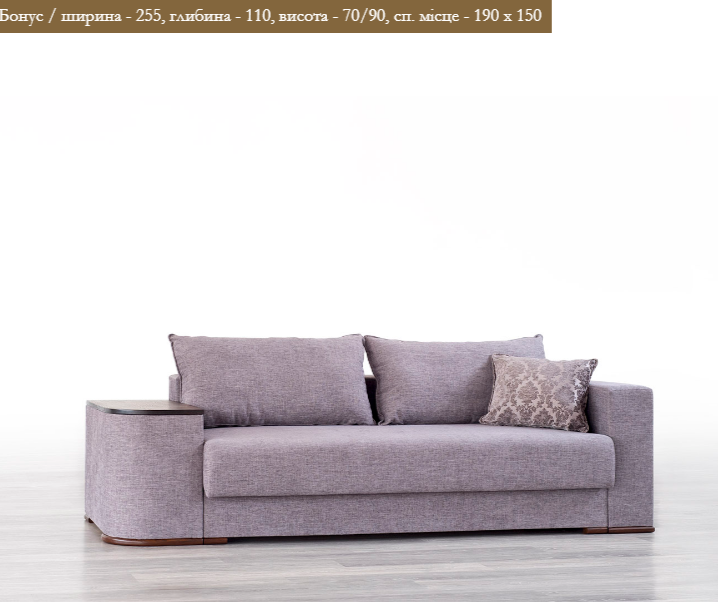 Бонус / ширина - 255, глибина - 110, висота - 70/90, сп. місце - 190 х 150